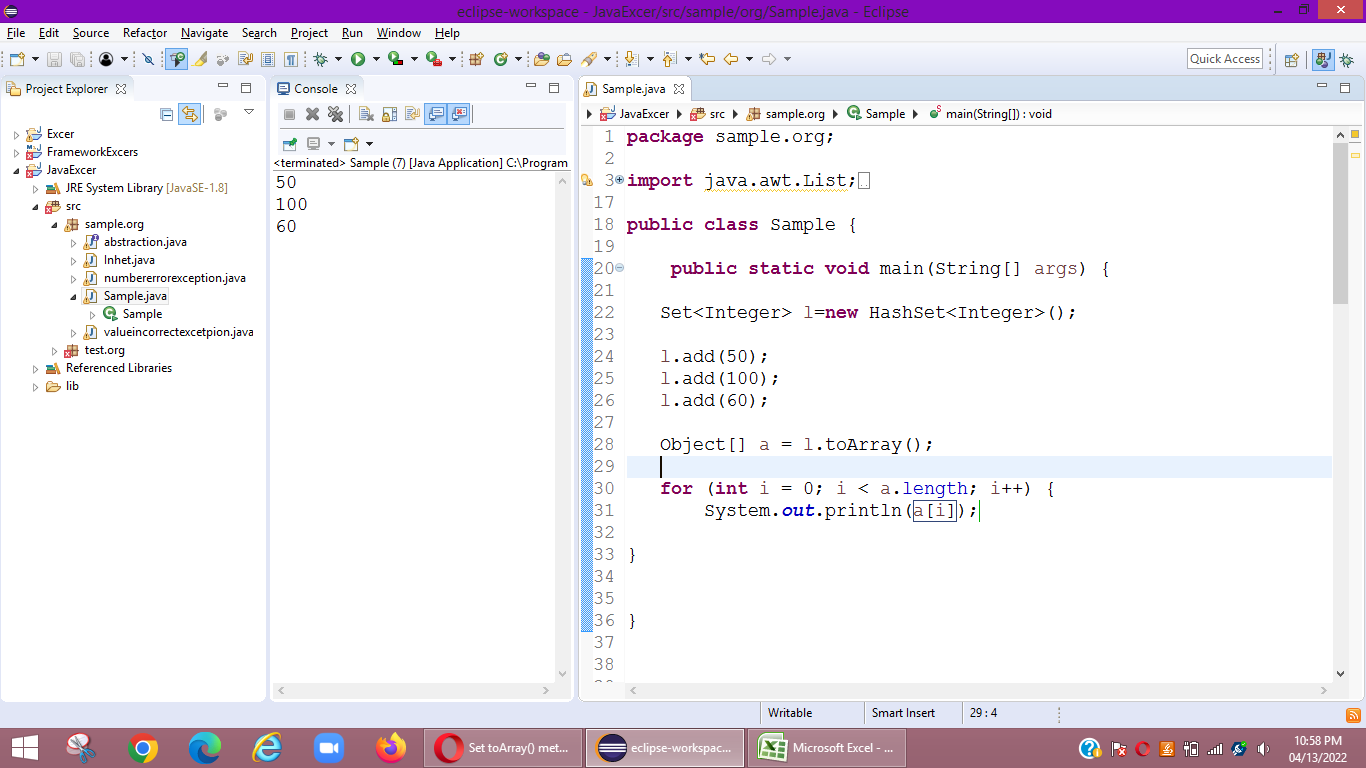 eclipse-workspace - JavaExcer/src/sample/org/Sample.java - Eclipse
File Edit Source Refactor Navigate Search Project Run Window Help
Quick Access
Project Explorer
Excer
FrameworkExcers
JavaExcer
JRE System Library [JavaSE-1.8]
src
sample.org
abstraction.java
Inhet.java
numbererorexception.java
Sample.java
Sample
valueincorrectexcetpion.java
test.org
Referenced Libraries
lib
Console
<terminated> Sample (7) [Java Application] C:\Program
50
100
60
Sample.java
JavaExcer src sample.org Sample main(String[]) : void
1 package sample.org;
2
3 import java.awt.List;
17
18 public class Sample {
19
20 public static void main(String[] args) {
21
22 Set<Integer> l=new HashSet<Integer>();
23
24 l.add(50);
25 l.add(100);
26 l.add(60);
27
28 Object[] a = l.toArray();
29
30 for (int i = 0; i < a.length; i++) {
31 System.out.println(a[i]);
32
33 }
34
35
36 }
37
38
Writable Smart Insert 29 : 4
Set toArray() met... eclipse-workspac... Microsoft Excel - ...
10:58 PM
04/13/2022